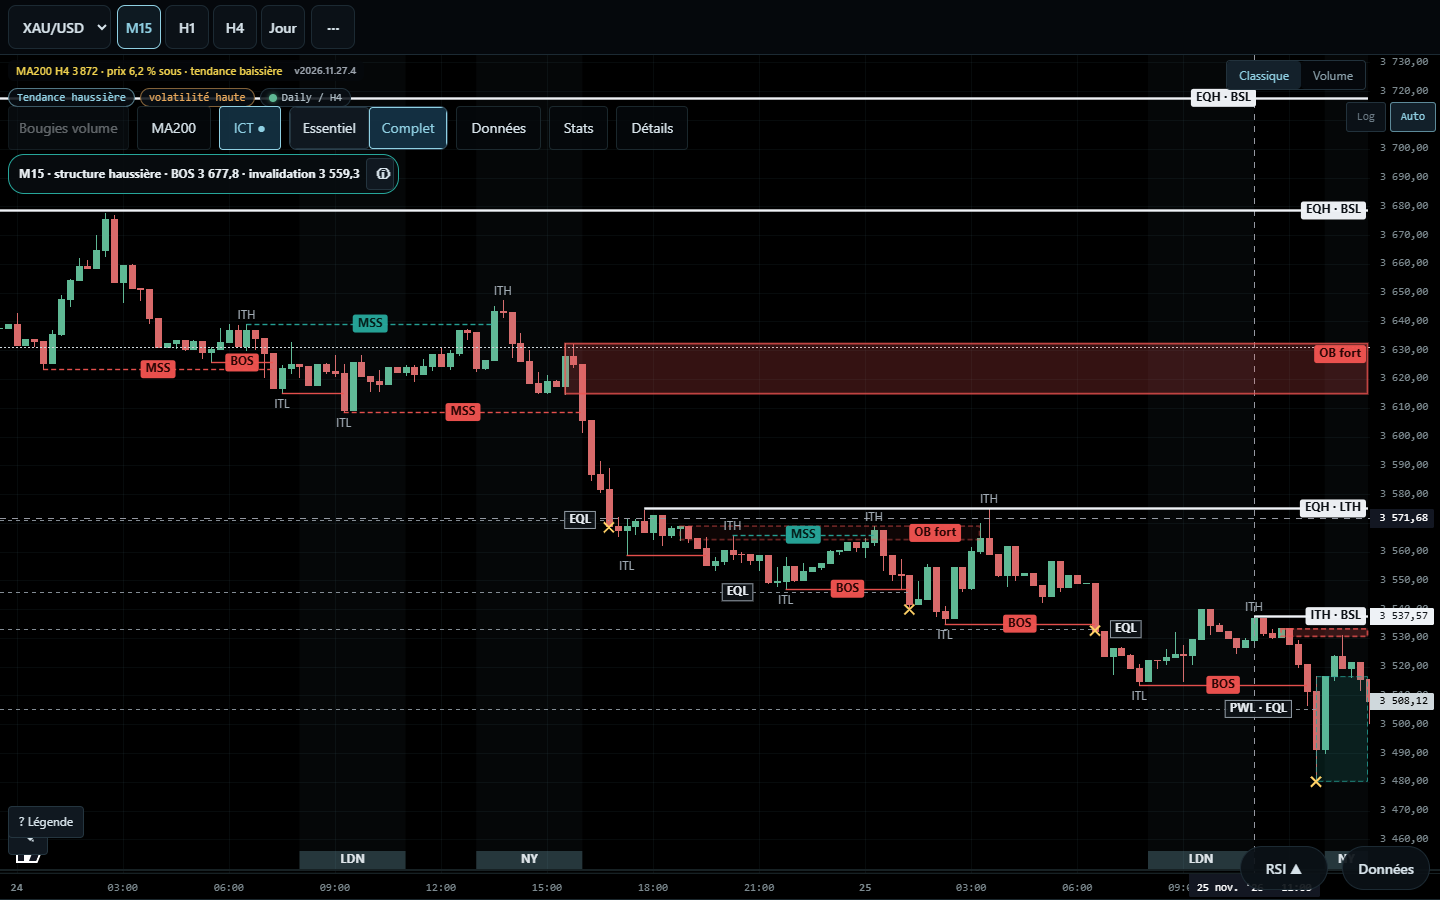 XAU/USD M15 H1 H4 Jour ---
MA200 H4 3 872 · prix 6,2 % sous · tendance baissière v2026.11.27.4
Classique Volume
Tendance haussière volatilité haute Daily / H4
EQH · BSL
Bougies volume MA200 ICT Essentiel Complet Données Stats Détails
Log Auto
M15 · structure haussière · BOS 3 677,8 · invalidation 3 559,3
EQH · BSL
ITH
ITH
MSS
OB fort
BOS
MSS
ITL
MSS
ITL
ITH
EQH · LTH
ITH
EQL
ITH
OB fort
MSS
ITL
BOS
EQL
ITL
ITH
ITH · BSL
BOS
EQL
ITL
BOS
ITL
PWL · EQL
3 730,00
3 720,00
3 700,00
3 690,00
3 680,00
3 670,00
3 660,00
3 650,00
3 640,00
3 630,00
3 620,00
3 610,00
3 600,00
3 590,00
3 580,00
3 571,68
3 560,00
3 550,00
3 537,57
3 530,00
3 520,00
3 508,12
3 500,00
3 490,00
3 480,00
3 470,00
3 460,00
? Légende
LDN NY LDN
RSI ▲ Données
24 03:00 06:00 09:00 12:00 15:00 18:00 21:00 25 03:00 06:00 25 nov.